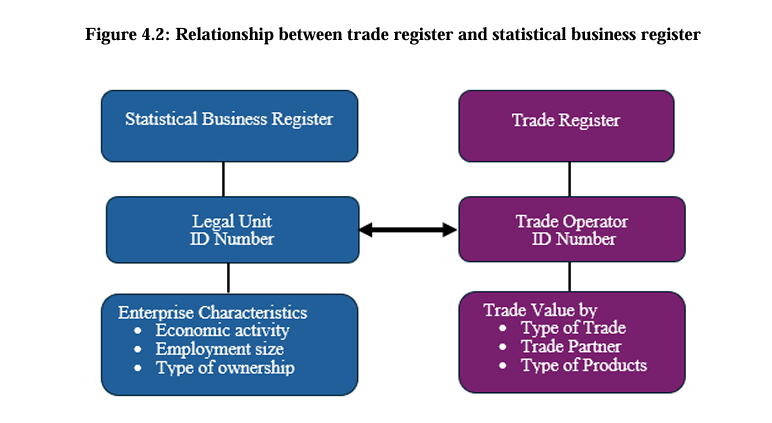 Figure 4.2: Relationship between trade register and statistical business register
Statistical Business Register
Trade Register
Legal Unit
ID Number
Trade Operator
ID Number
Enterprise Characteristics
• Economic activity
• Employment size
• Type of ownership
Trade Value by
• Type of Trade
• Trade Partner
• Type of Products